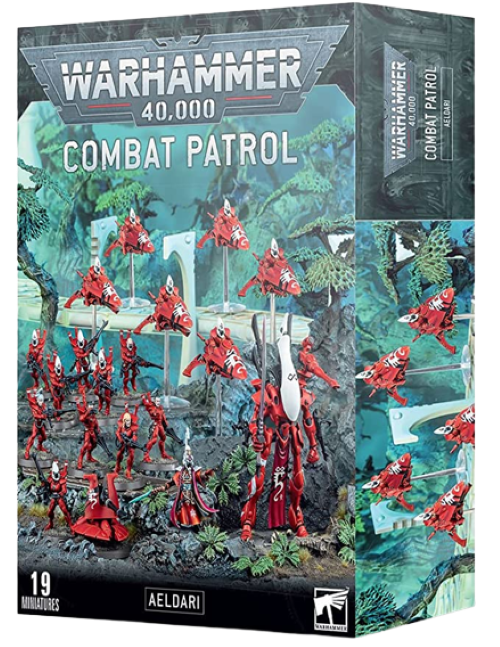 WARHAMMER
40,000
COMBAT PATROL
19
MINIATURES
AELDARI
WARHAMMER
WARHAMMER
40,000
COMBAT PATROL
AELDARI